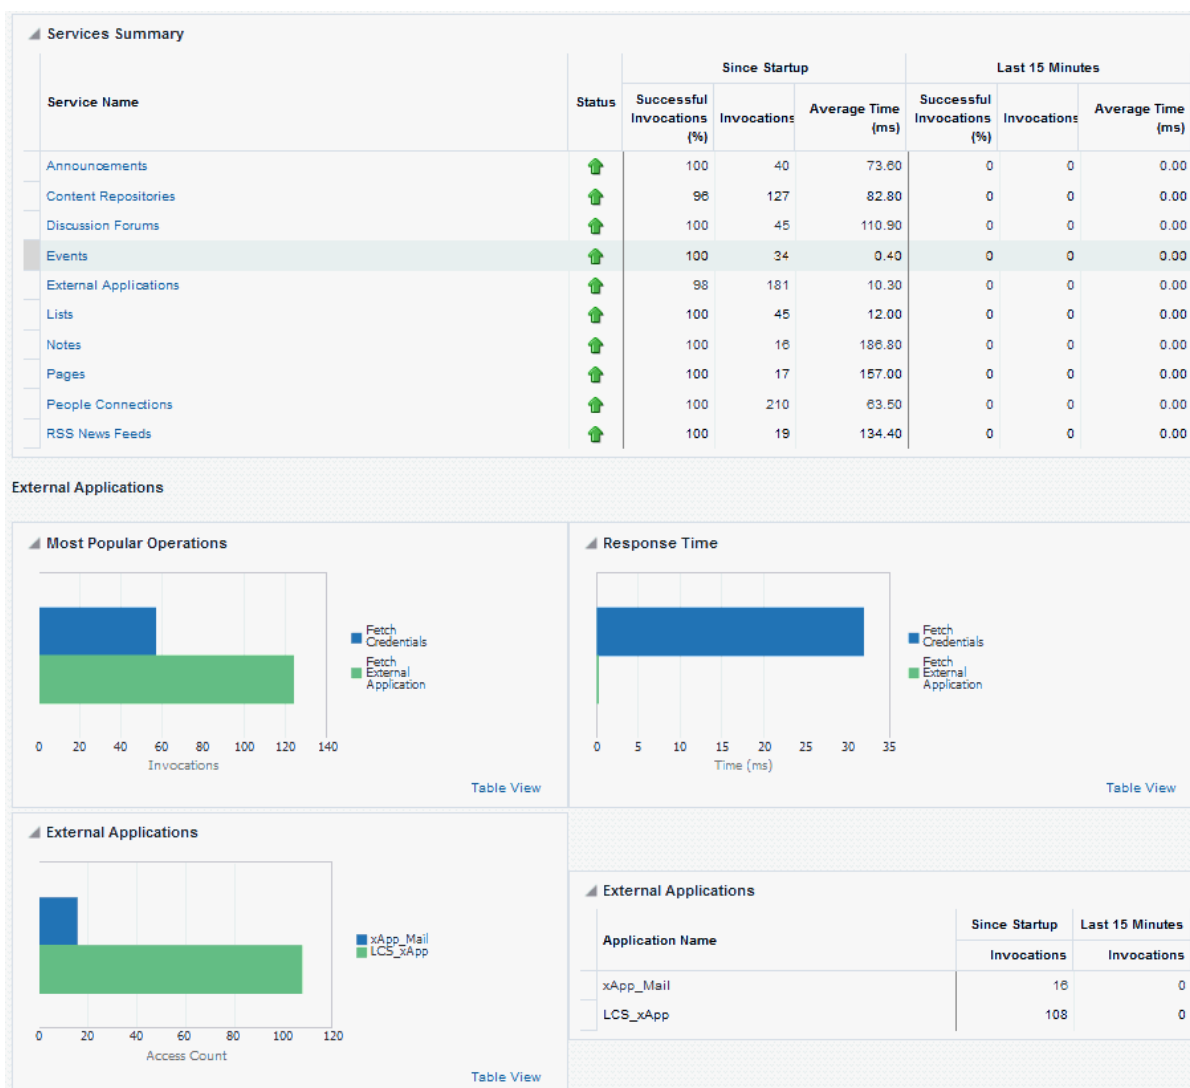 Services Summary
Since Startup Last 15 Minutes
Service Name Status Successful Invocations (%) Invocations Average Time (ms) Successful Invocations (%) Invocations Average Time (ms)
Announcements 100 40 73.60 0 0 0.00
Content Repositories 96 127 82.80 0 0 0.00
Discussion Forums 100 45 110.90 0 0 0.00
Events 100 34 0.40 0 0 0.00
External Applications 98 181 10.30 0 0 0.00
Lists 100 45 12.00 0 0 0.00
Notes 100 16 186.80 0 0 0.00
Pages 100 17 157.00 0 0 0.00
People Connections 100 210 63.50 0 0 0.00
RSS News Feeds 100 19 134.40 0 0 0.00
External Applications
Most Popular Operations
Fetch
Credentials
Fetch
External
Application
0 20 40 60 80 100 120 140
Invocations
Table View
Response Time
Fetch
Credentials
Fetch
External
Application
0 5 10 15 20 25 30 35
Time (ms)
Table View
External Applications
xApp_Mail
LCS_xApp
0 20 40 60 80 100 120
Access Count
Table View
External Applications
Application Name Since Startup Last 15 Minutes
Invocations Invocations
xApp_Mail 16 0
LCS_xApp 108 0